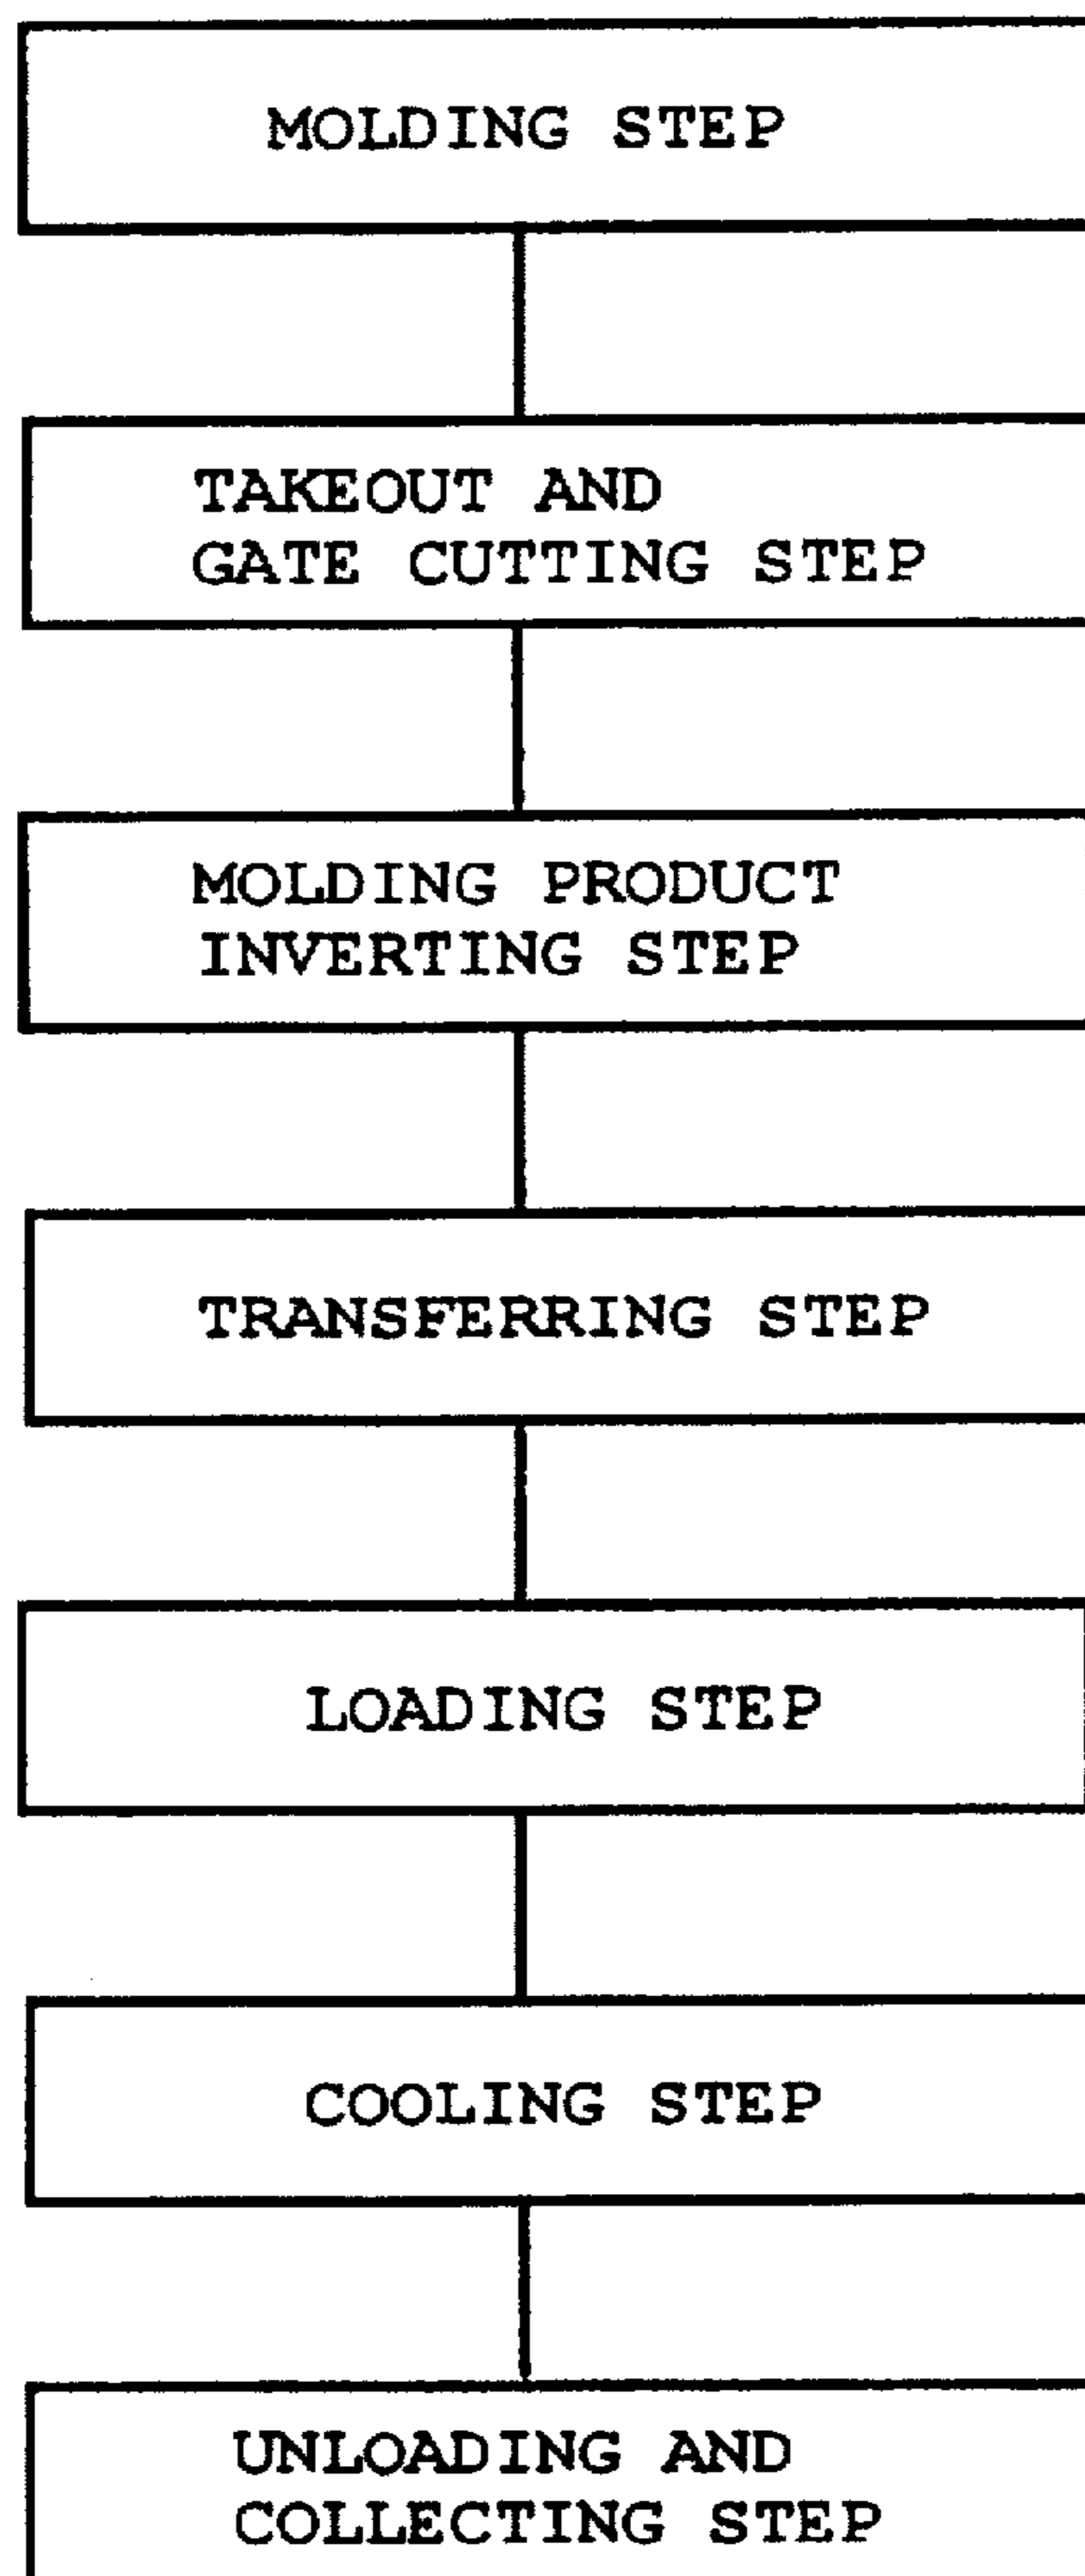 MOLDING STEP
TAKEOUT AND
GATE CUTTING STEP
MOLDING PRODUCT
INVERTING STEP
TRANSFERRING STEP
LOADING STEP
COOLING STEP
UNLOADING AND
COLLECTING STEP